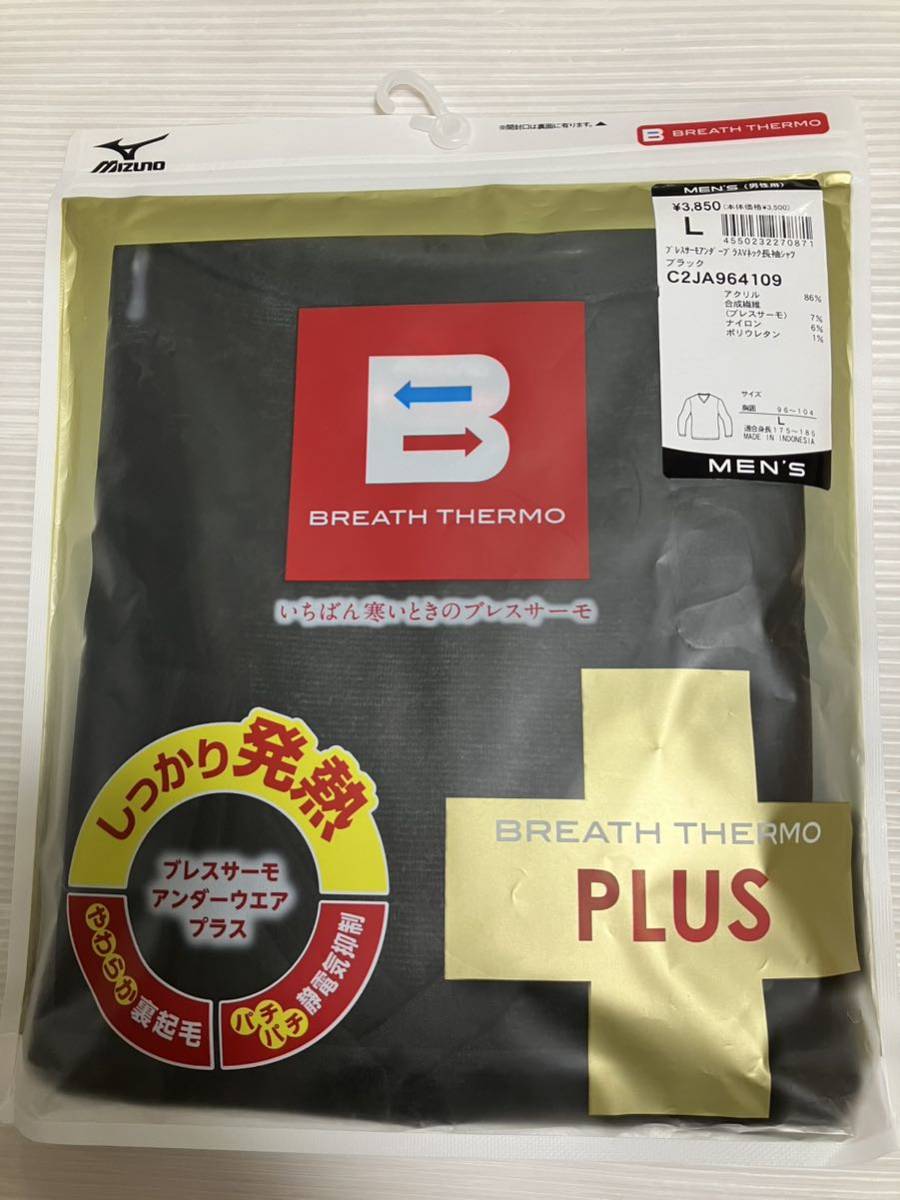 MIZUNO
※開封口は裏面に有ります。▲
B BREATH THERMO
MEN'S (男性用)
¥3,850 (本体価格¥3,500)
L
4550232270871
ブレスサーモアンダープラスVネック長袖シャツ
ブラック
C2JA964109
アクリル 86%
合成繊維
(ブレスサーモ) 7%
ナイロン 6%
ポリウレタン 1%
サイズ
胸囲 96~104
L
適合身長175~185
MADE IN INDONESIA
MEN'S
B
BREATH THERMO
いちばん寒いときのブレスサーモ
しっかり発熱
ブレスサーモ
アンダーウエア
プラス
さわらか裏起毛
パチパチ静電気抑制
BREATH THERMO
PLUS